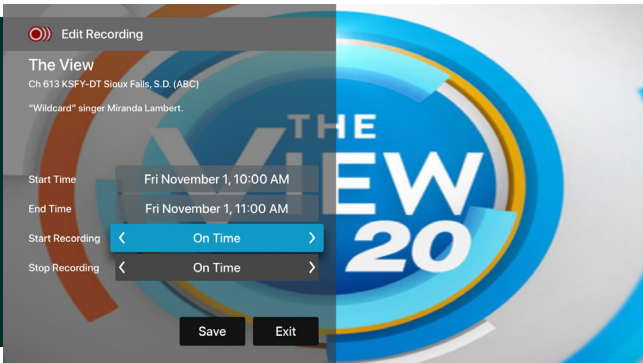 Edit Recording
The View
Ch 613 KSFY-DT Sioux Falls, S.D. (ABC)
"Wildcard" singer Miranda Lambert.
Start Time Fri November 1, 10:00 AM
End Time Fri November 1, 11:00 AM
Start Recording On Time
Stop Recording On Time
Save Exit
THE
VIEW
20